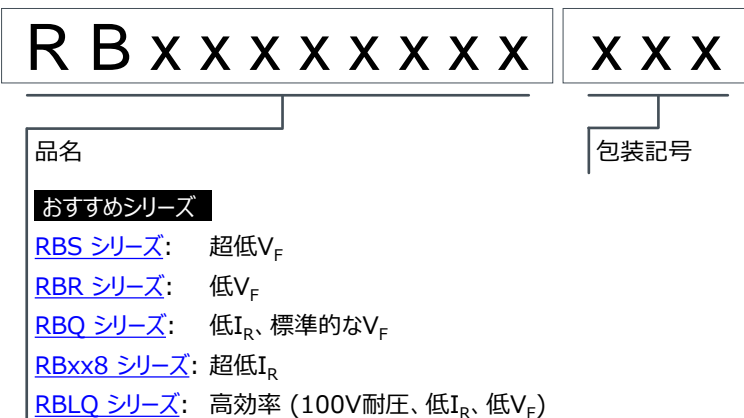 RBxxxxxxxx xxx
品名 包装記号
おすすめシリーズ
RBS シリーズ: 超低VF
RBR シリーズ: 低VF
RBQ シリーズ: 低IR、標準的なVF
RBxx8 シリーズ: 超低IR
RBLQ シリーズ: 高効率 (100V耐圧、低IR、低VF)